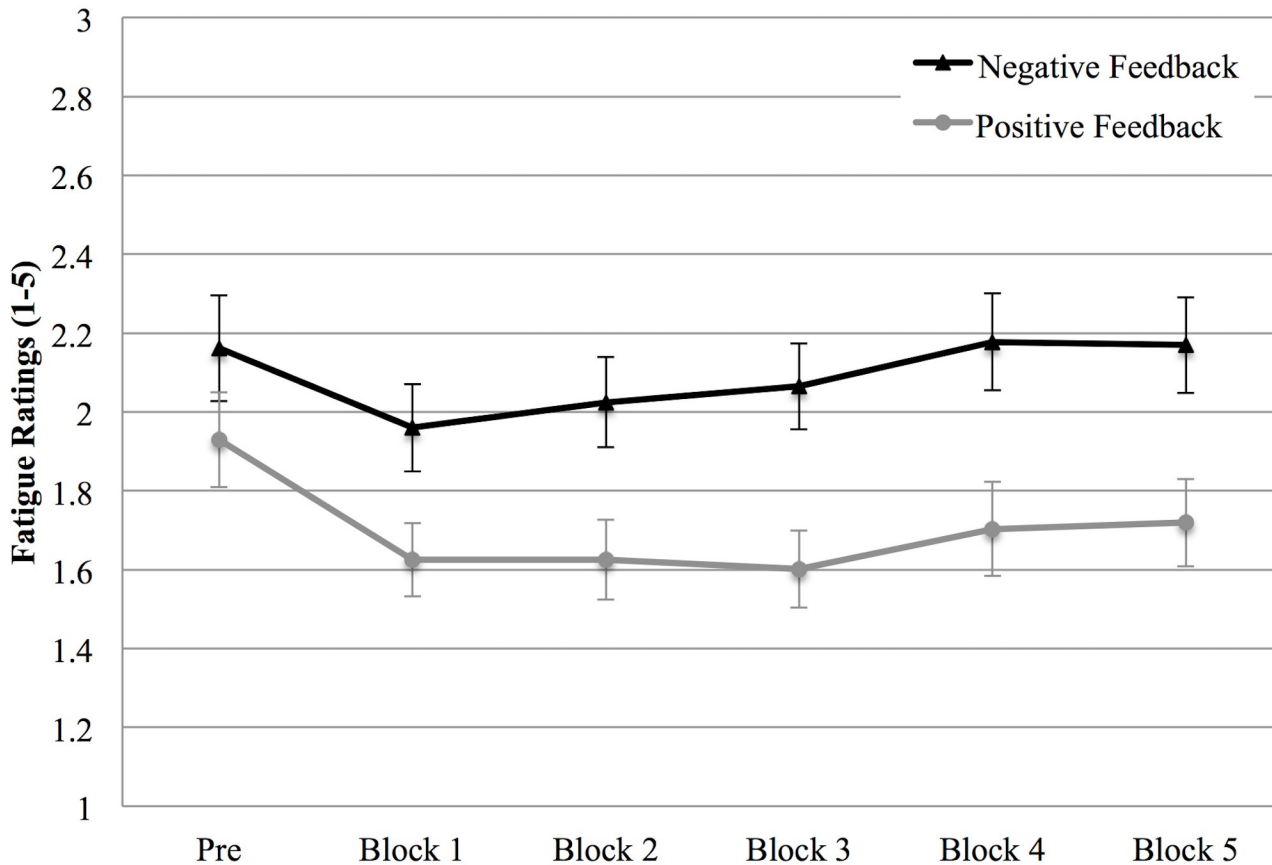 3
2.8
2.6
2.4
2.2
2
1.8
1.6
1.4
1.2
1
Fatigue Ratings (1-5)
Negative Feedback
Positive Feedback
Pre Block 1 Block 2 Block 3 Block 4 Block 5